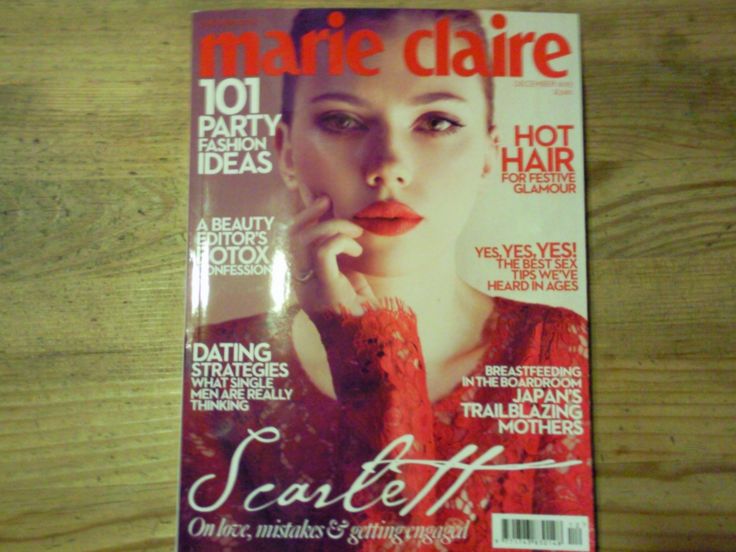 marie claire
101
PARTY
FASHION
IDEAS
HOT
HAIR
FOR FESTIVE
GLAMOUR
A BEAUTY
EDITOR'S
BOTOX
CONFESSION
YES, YES, YES!
THE BEST SEX
TIPS WE'VE
HEARD IN AGES
DATING
STRATEGIES
WHAT SINGLE
MEN ARE REALLY
THINKING
BREASTFEEDING
IN THE BOARDROOM
JAPAN'S
TRAILBLAZING
MOTHERS
Scarlett
On love, mistakes & getting engaged